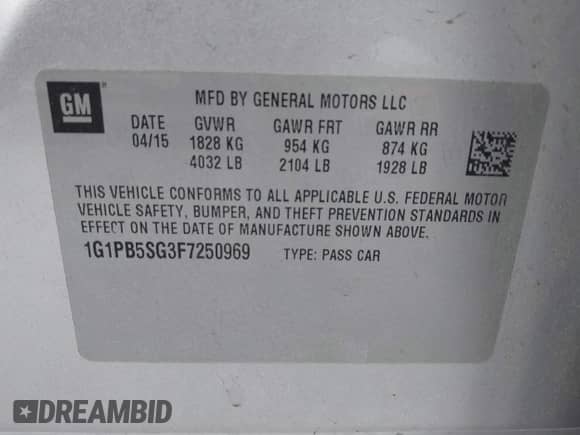 GM
MFD BY GENERAL MOTORS LLC
DATE GVWR GAWR FRT GAWR RR
04/15 1828 KG 954 KG 874 KG
4032 LB 2104 LB 1928 LB
THIS VEHICLE CONFORMS TO ALL APPLICABLE U.S. FEDERAL MOTOR
VEHICLE SAFETY, BUMPER, AND THEFT PREVENTION STANDARDS IN
EFFECT ON THE DATE OF MANUFACTURE SHOWN ABOVE.
1G1PB5SG3F7250969 TYPE: PASS CAR
DREAMBID